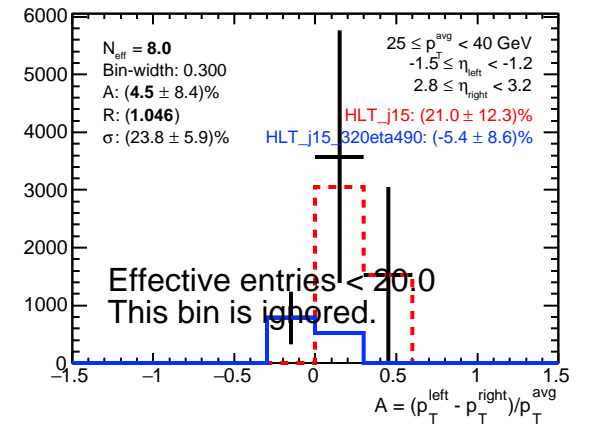 6000
5000
4000
3000
2000
1000
0
N_eff = 8.0
Bin-width: 0.300
A: (4.5 ± 8.4)%
R: (1.046)
σ: (23.8 ± 5.9)%
25 ≤ p_T^avg < 40 GeV
-1.5 ≤ η_left < -1.2
2.8 ≤ η_right < 3.2
HLT_j15: (21.0 ± 12.3)%
HLT_j15_320eta490: (-5.4 ± 8.6)%
Effective entries < 20.0
This bin is ignored.
−1.5 −1 −0.5 0 0.5 1 1.5
A = (p_T^left - p_T^right)/p_T^avg